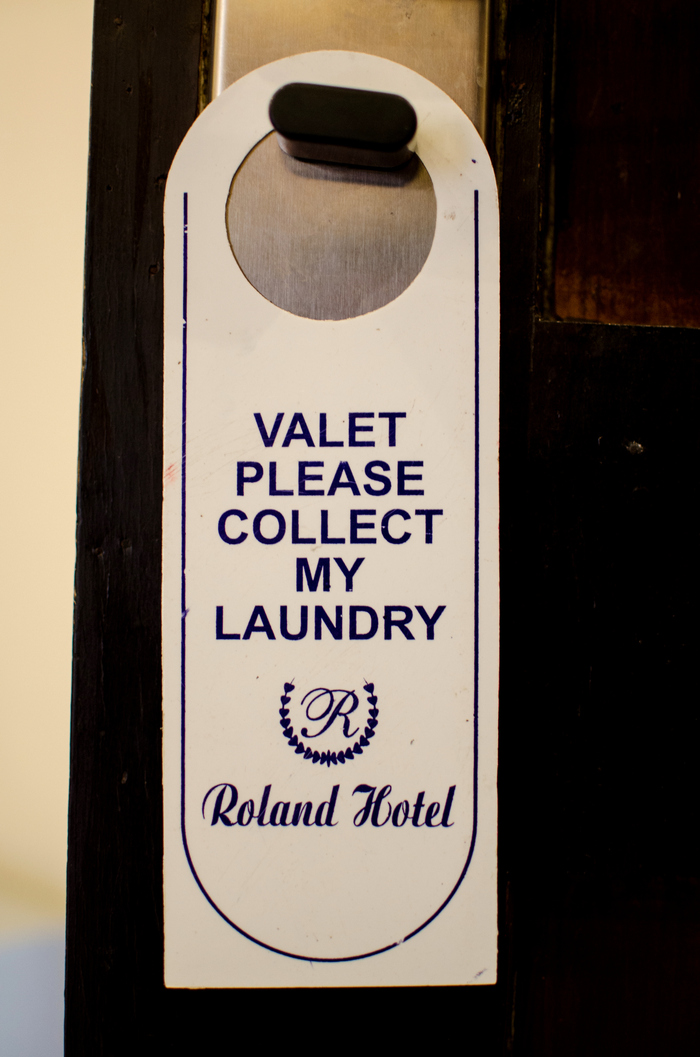 VALET
PLEASE
COLLECT
MY
LAUNDRY
R
Roland Hotel